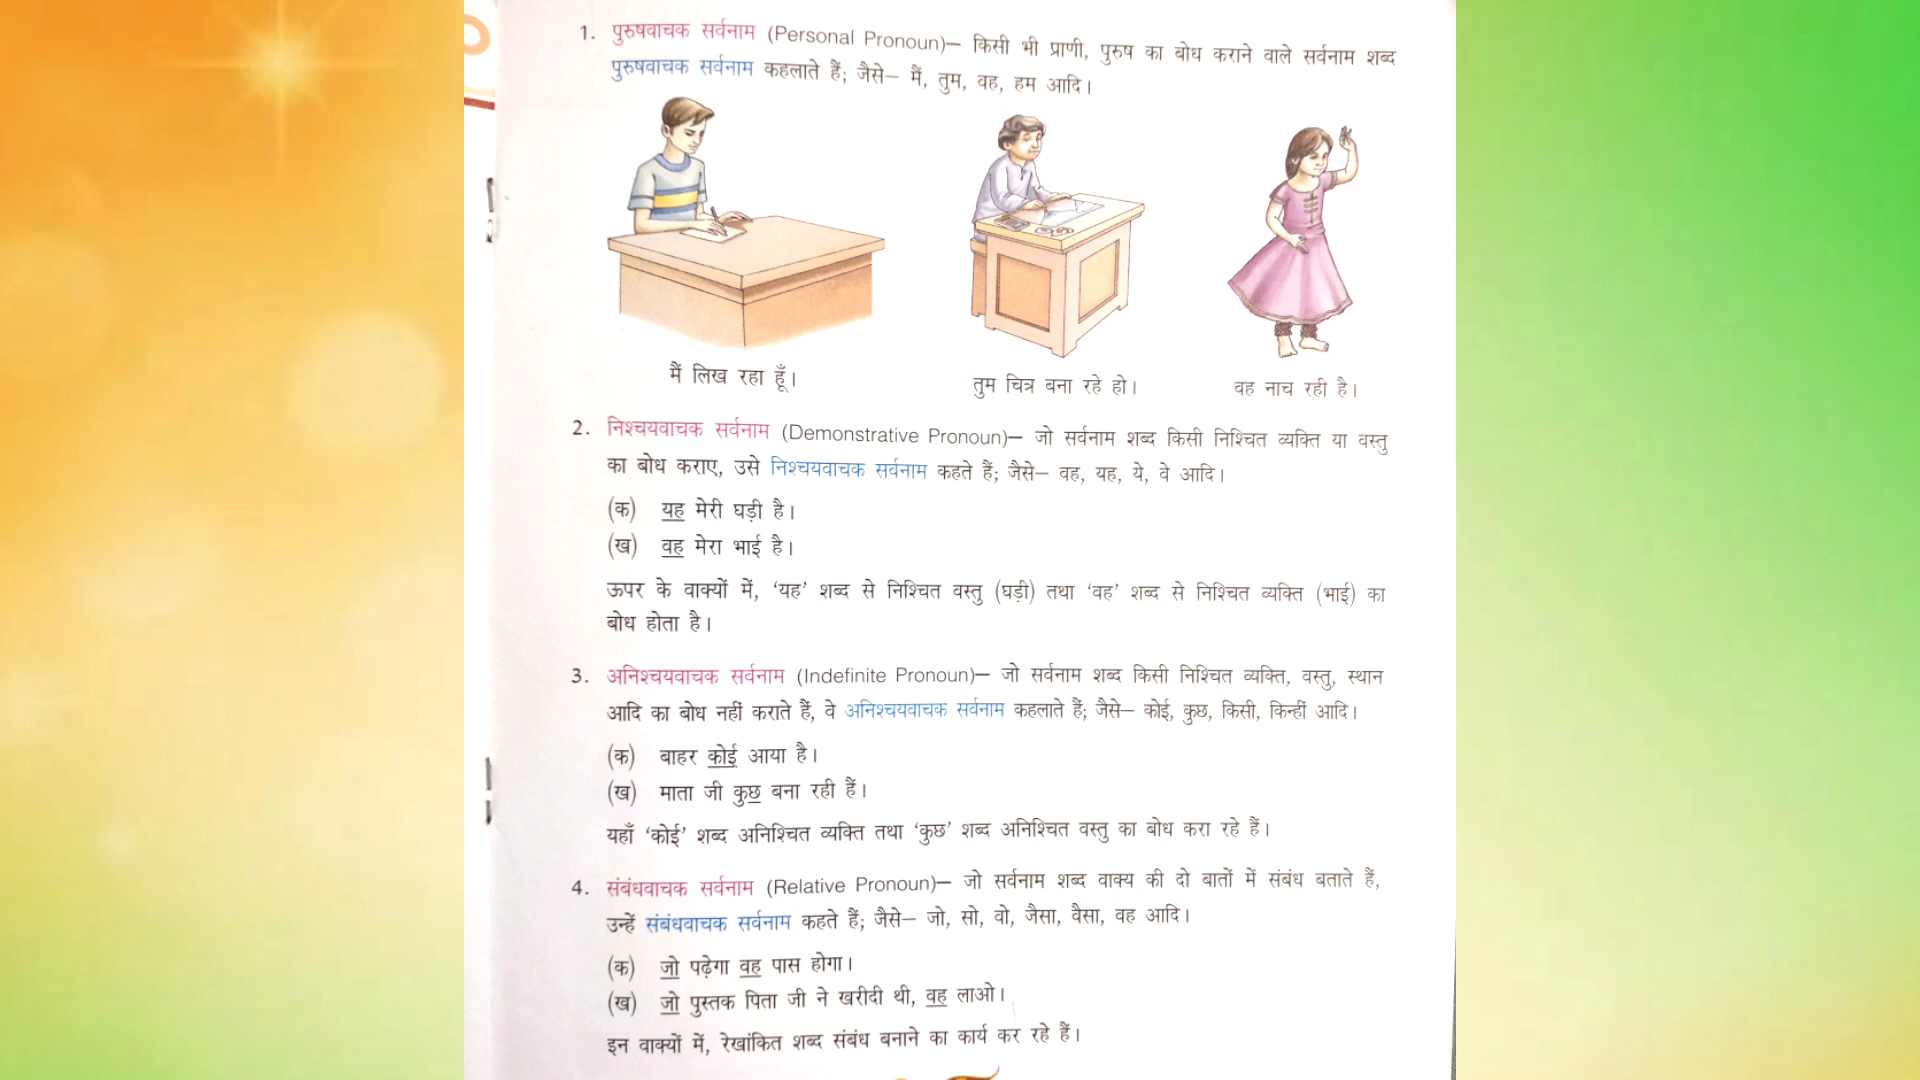 1. पुरुषवाचक सर्वनाम (Personal Pronoun)– किसी भी प्राणी, पुरुष का बोध कराने वाले सर्वनाम शब्द
पुरुषवाचक सर्वनाम कहलाते हैं; जैसे– मैं, तुम, वह, हम आदि।
मैं लिख रहा हूँ।
तुम चित्र बना रहे हो।
वह नाच रही है।
2. निश्चयवाचक सर्वनाम (Demonstrative Pronoun)– जो सर्वनाम शब्द किसी निश्चित व्यक्ति या वस्तु
का बोध कराए, उसे निश्चयवाचक सर्वनाम कहते हैं; जैसे– वह, यह, ये, वे आदि।
(क) यह मेरी घड़ी है।
(ख) वह मेरा भाई है।
ऊपर के वाक्यों में, ‘यह’ शब्द से निश्चित वस्तु (घड़ी) तथा ‘वह’ शब्द से निश्चित व्यक्ति (भाई) का
बोध होता है।
3. अनिश्चयवाचक सर्वनाम (Indefinite Pronoun)– जो सर्वनाम शब्द किसी निश्चित व्यक्ति, वस्तु, स्थान
आदि का बोध नहीं कराते हैं, वे अनिश्चयवाचक सर्वनाम कहलाते हैं; जैसे– कोई, कुछ, किसी, किन्हीं आदि।
(क) बाहर कोई आया है।
(ख) माता जी कुछ बना रही हैं।
यहाँ ‘कोई’ शब्द अनिश्चित व्यक्ति तथा ‘कुछ’ शब्द अनिश्चित वस्तु का बोध करा रहे हैं।
4. संबंधवाचक सर्वनाम (Relative Pronoun)– जो सर्वनाम शब्द वाक्य की दो बातों में संबंध बताते हैं,
उन्हें संबंधवाचक सर्वनाम कहते हैं; जैसे– जो, सो, वो, जैसा, वैसा, वह आदि।
(क) जो पढ़ेगा वह पास होगा।
(ख) जो पुस्तक पिता जी ने खरीदी थी, वह लाओ।
इन वाक्यों में, रेखांकित शब्द संबंध बनाने का कार्य कर रहे हैं।